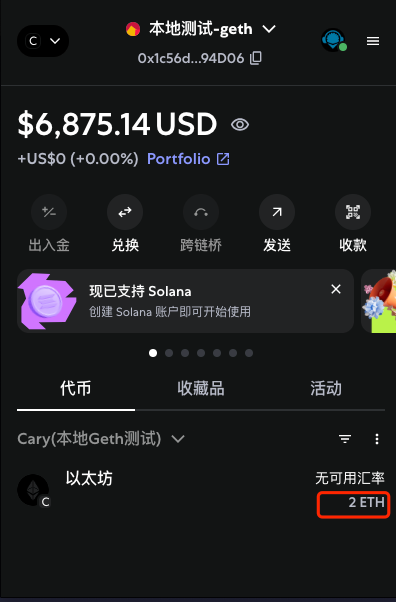 C
本地测试-geth
0x1c56d...94D06
$6,875.14 USD
+US$0 (+0.00%) Portfolio
出入金
兑换
跨链桥
发送
收款
现已支持 Solana
创建 Solana 账户即可开始使用
代币
收藏品
活动
Cary(本地Geth测试)
以太坊
无可用汇率
C
2 ETH